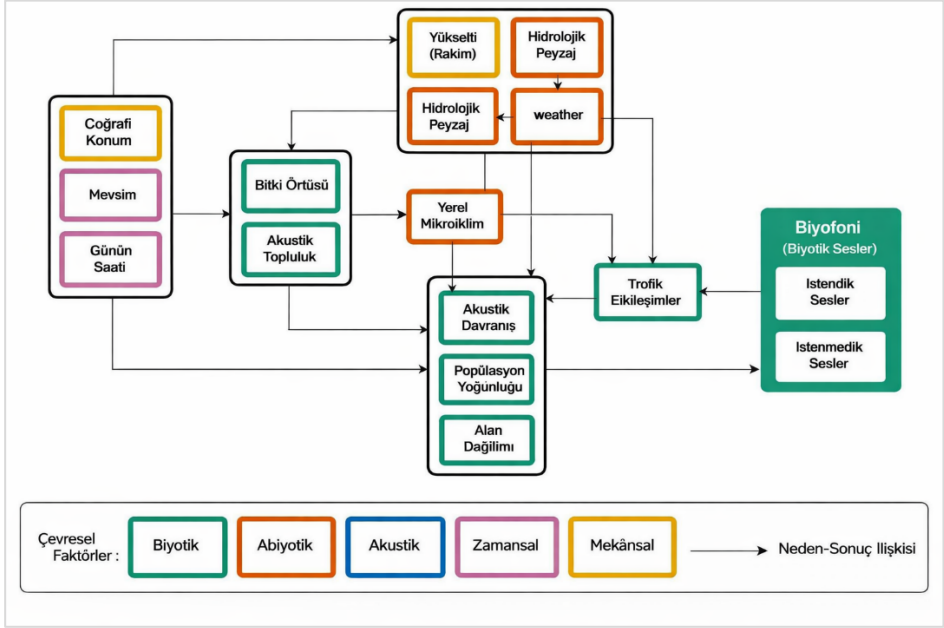 Yükselti
(Rakim)
Hidrolojik
Peyzaj
Hidrolojik
Peyzaj
weather
Coğrafi
Konum
Mevsim
Günün
Saati
Bitki Örtüsü
Akustik
Topluluk
Yerel
Mikroiklim
Trofik
Eikileşimler
Biyofoni
(Biyotik Sesler)
Istendik
Sesler
Istenmedik
Sesler
Akustik
Davranış
Popülasyon
Yoğunluğu
Alan
Dağilimı
Çevresel
Faktörler :
Biyotik
Abiyotik
Akustik
Zamansal
Mekânsal
Neden-Sonuç Ilişkisi